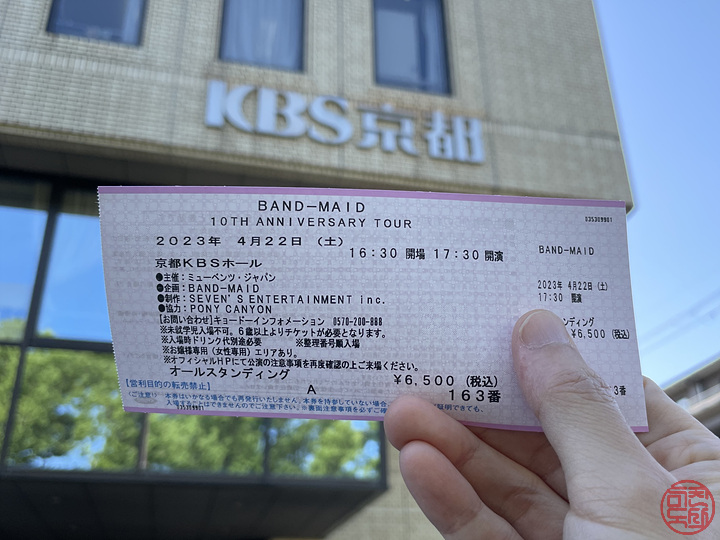 KBS京都
BAND-MAID
10TH ANNIVERSARY TOUR
2023年 4月22日 (土)
16:30 開場 17:30 開演
京都KBSホール
●主催:ミューベンツ・ジャパン
●企画:BAND-MAID
●制作:SEVEN'S ENTERTAINMENT inc.
●協力:PONY CANYON
【お問い合わせ】キョードーインフォメーション 0570-200-888
※未就学児入場不可。6歳以上よりチケットが必要となります。
※入場時ドリンク代別途必要 ※整理番号順入場
※お嬢様専用(女性専用)エリアあり。
※オフィシャルHPにて公演の注意事項を再度確認の上ご来場ください。
オールスタンディング
¥6,500 (税込)
A 163番
【営利目的の転売禁止】
035309901
035309901
BAND-MAID
2023年 4月22日(土)
17:30 開演
ンディング
¥6,500(税込)
3番